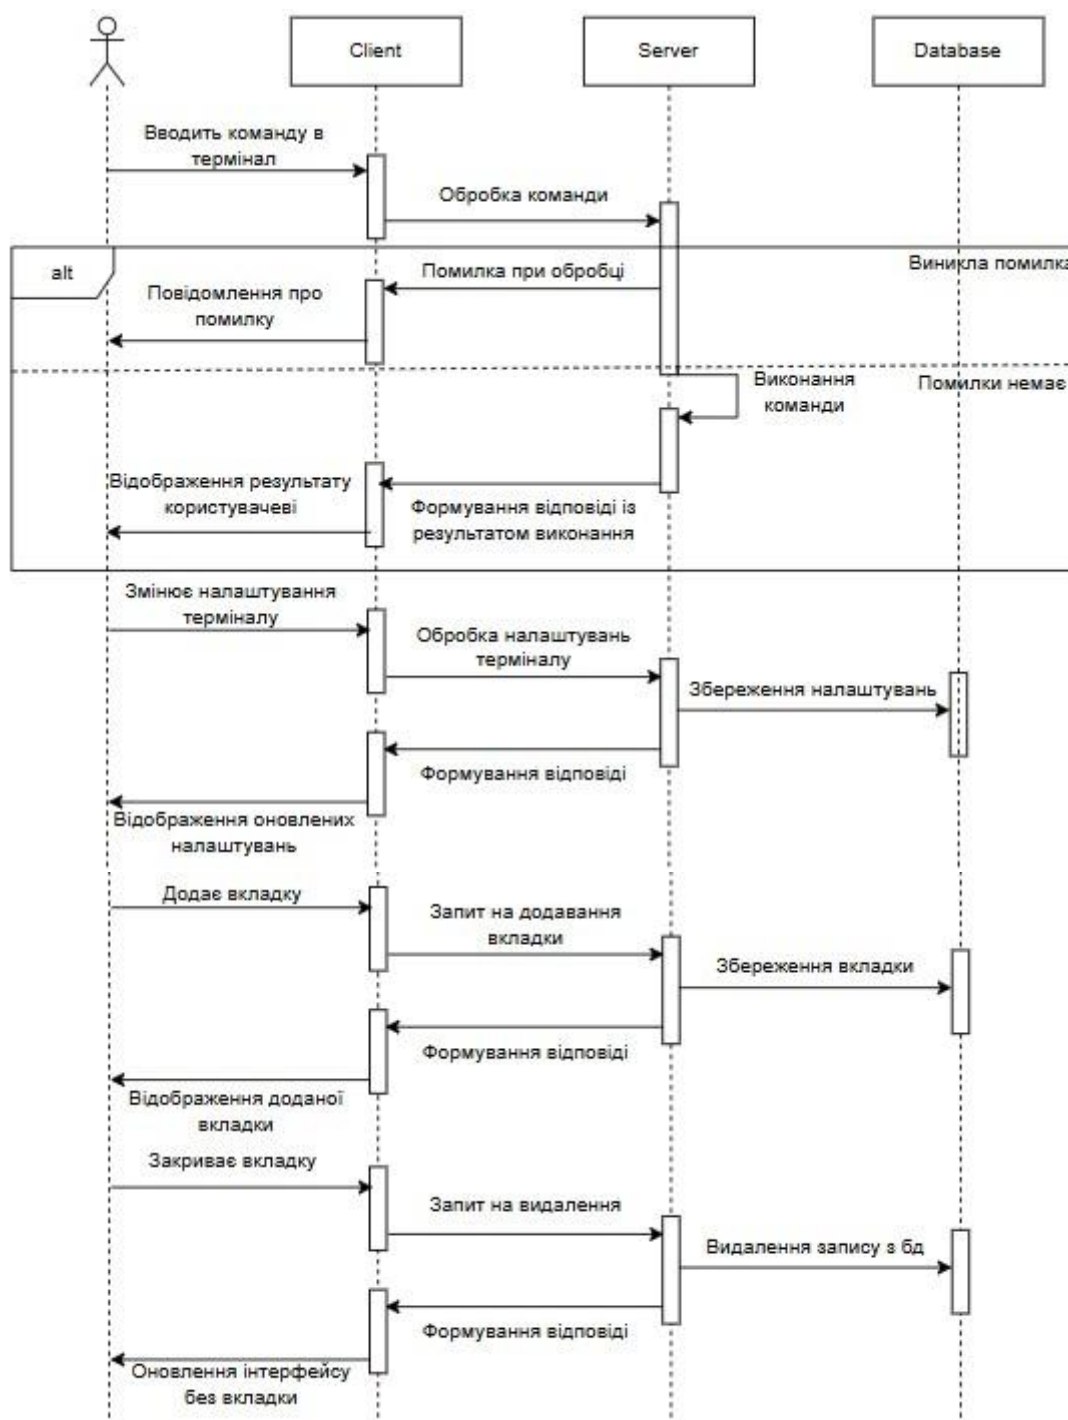 Client
Server
Database
Вводить команду в
термінал
Обробка команди
alt
Помилка при обробці
Виникла помилка
Повідомлення про
помилку
Виконання
команди
Помилки немає
Відображення результату
користувачеві
Формування відповіді із
результатом виконання
Змінює налаштування
терміналу
Обробка налаштувань
терміналу
Збереження налаштувань
Формування відповіді
Відображення оновлених
налаштувань
Додає вкладку
Запит на додавання
вкладки
Збереження вкладки
Формування відповіді
Відображення доданої
вкладки
Закриває вкладку
Запит на видалення
Видалення запису з бд
Формування відповіді
Оновлення інтерфейсу
без вкладки